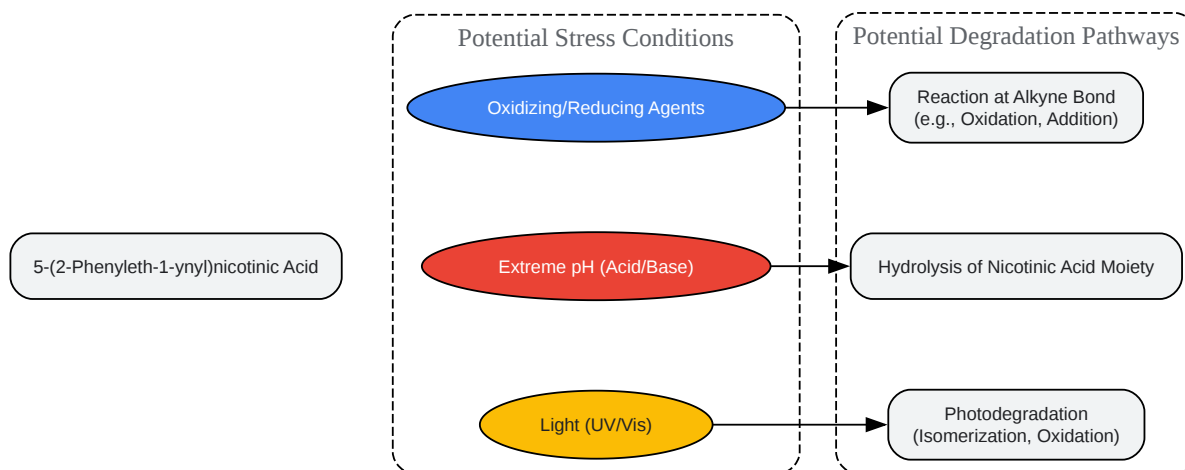 Potential Stress Conditions
Potential Degradation Pathways
Oxidizing/Reducing Agents
Reaction at Alkyne Bond
(e.g., Oxidation, Addition)
5-(2-Phenyleth-1-ynyl)nicotinic Acid
Extreme pH (Acid/Base)
Hydrolysis of Nicotinic Acid Moiety
Light (UV/Vis)
Photodegradation
(Isomerization, Oxidation)